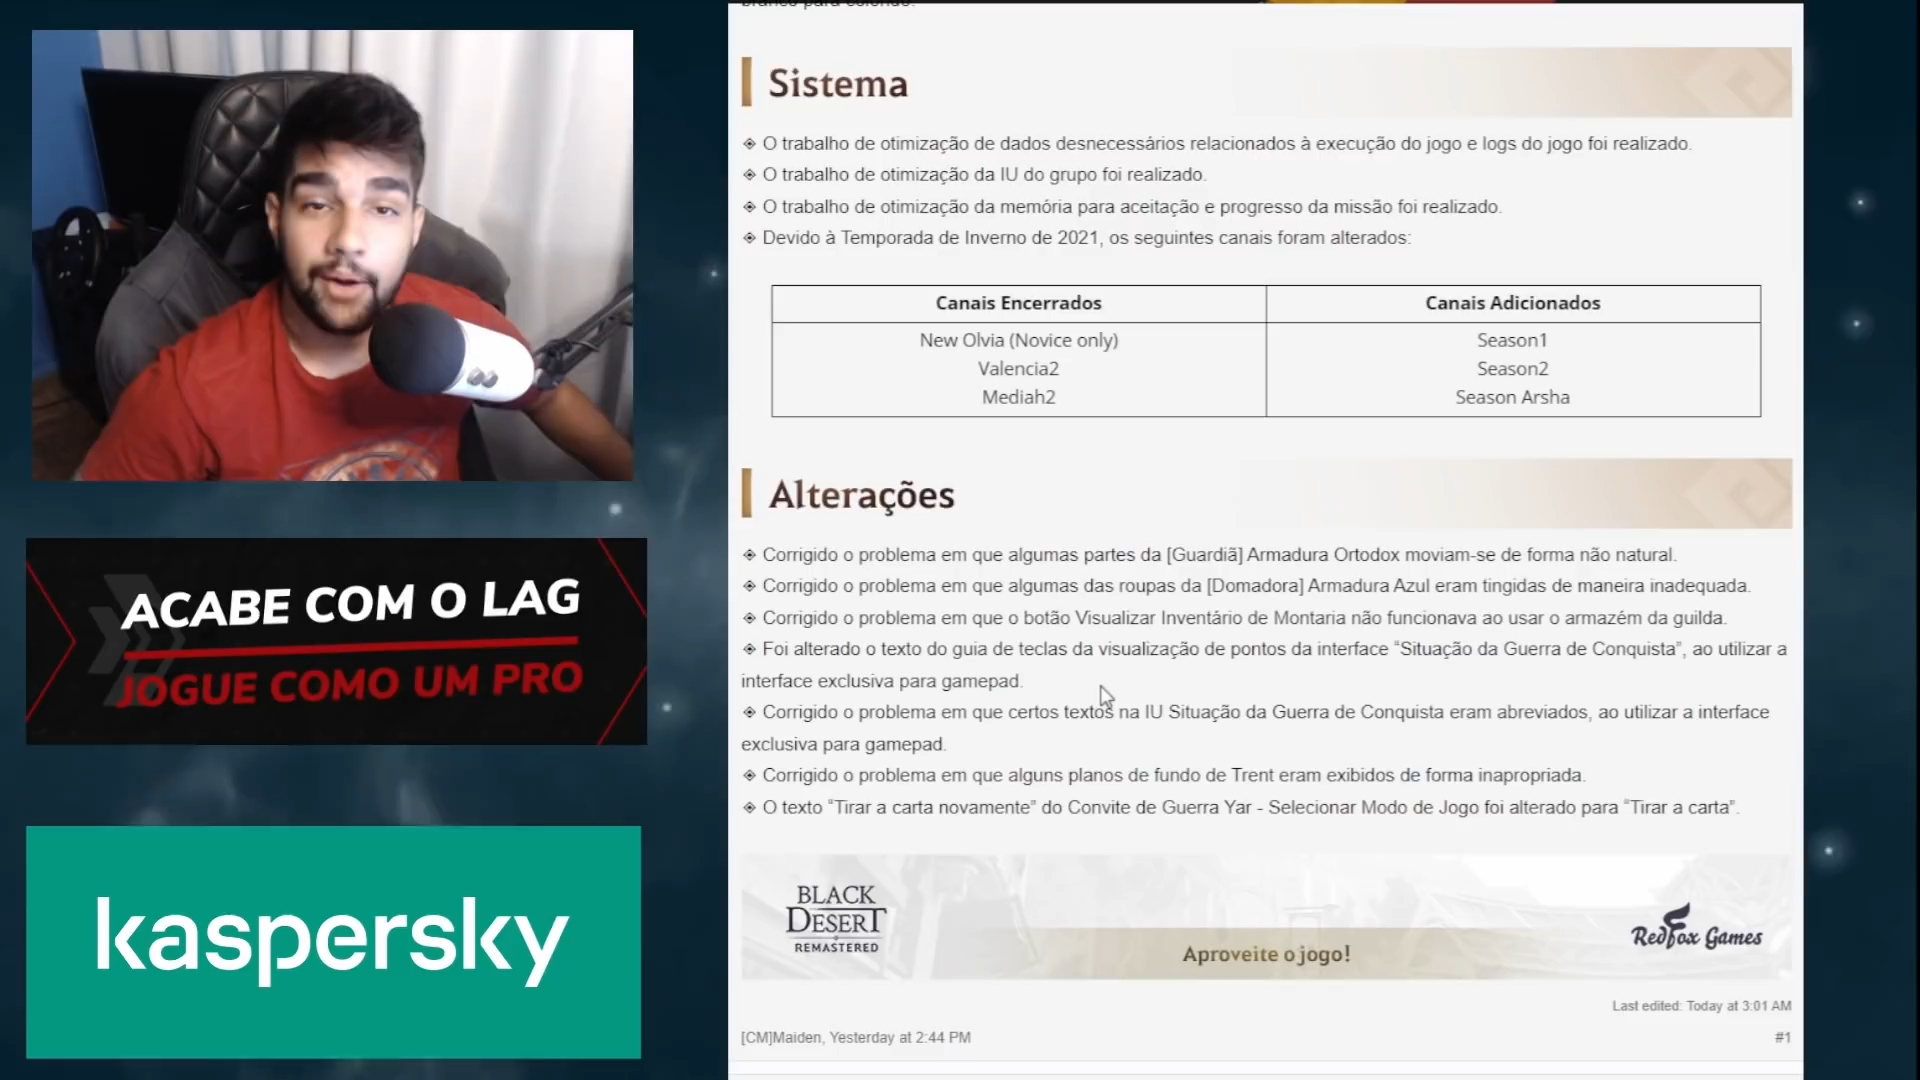 branco para colendo.
Sistema
◈ O trabalho de otimização de dados desnecessários relacionados à execução do jogo e logs do jogo foi realizado.
◈ O trabalho de otimização da IU do grupo foi realizado.
◈ O trabalho de otimização da memória para aceitação e progresso da missão foi realizado.
◈ Devido à Temporada de Inverno de 2021, os seguintes canais foram alterados:
Canais Encerrados Canais Adicionados
New Olvia (Novice only) Season1
Valencia2 Season2
Mediah2 Season Arsha
Alterações
◈ Corrigido o problema em que algumas partes da [Guardiã] Armadura Ortodox moviam-se de forma não natural.
◈ Corrigido o problema em que algumas das roupas da [Domadora] Armadura Azul eram tingidas de maneira inadequada.
◈ Corrigido o problema em que o botão Visualizar Inventário de Montaria não funcionava ao usar o armazém da guilda.
◈ Foi alterado o texto do guia de teclas da visualização de pontos da interface “Situação da Guerra de Conquista”, ao utilizar a
interface exclusiva para gamepad.
◈ Corrigido o problema em que certos textos na IU Situação da Guerra de Conquista eram abreviados, ao utilizar a interface
exclusiva para gamepad.
◈ Corrigido o problema em que alguns planos de fundo de Trent eram exibidos de forma inapropriada.
◈ O texto “Tirar a carta novamente” do Convite de Guerra Yar - Selecionar Modo de Jogo foi alterado para “Tirar a carta”.
BLACK
DESERT
REMASTERED
Aproveite o jogo!
RedFox Games
Last edited: Today at 3:01 AM
[CM]Maiden, Yesterday at 2:44 PM #1
ACABE COM O LAG
JOGUE COMO UM PRO
kaspersky